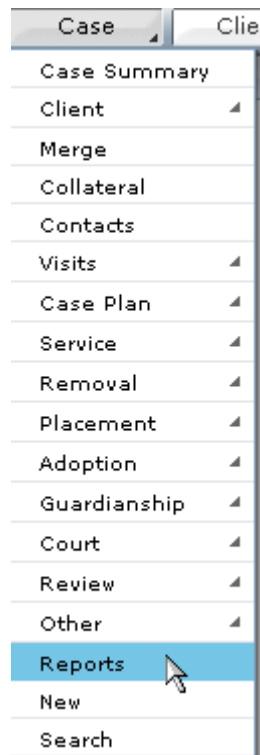 Case Clie
Case Summary
Client
Merge
Collateral
Contacts
Visits
Case Plan
Service
Removal
Placement
Adoption
Guardianship
Court
Review
Other
Reports
New
Search